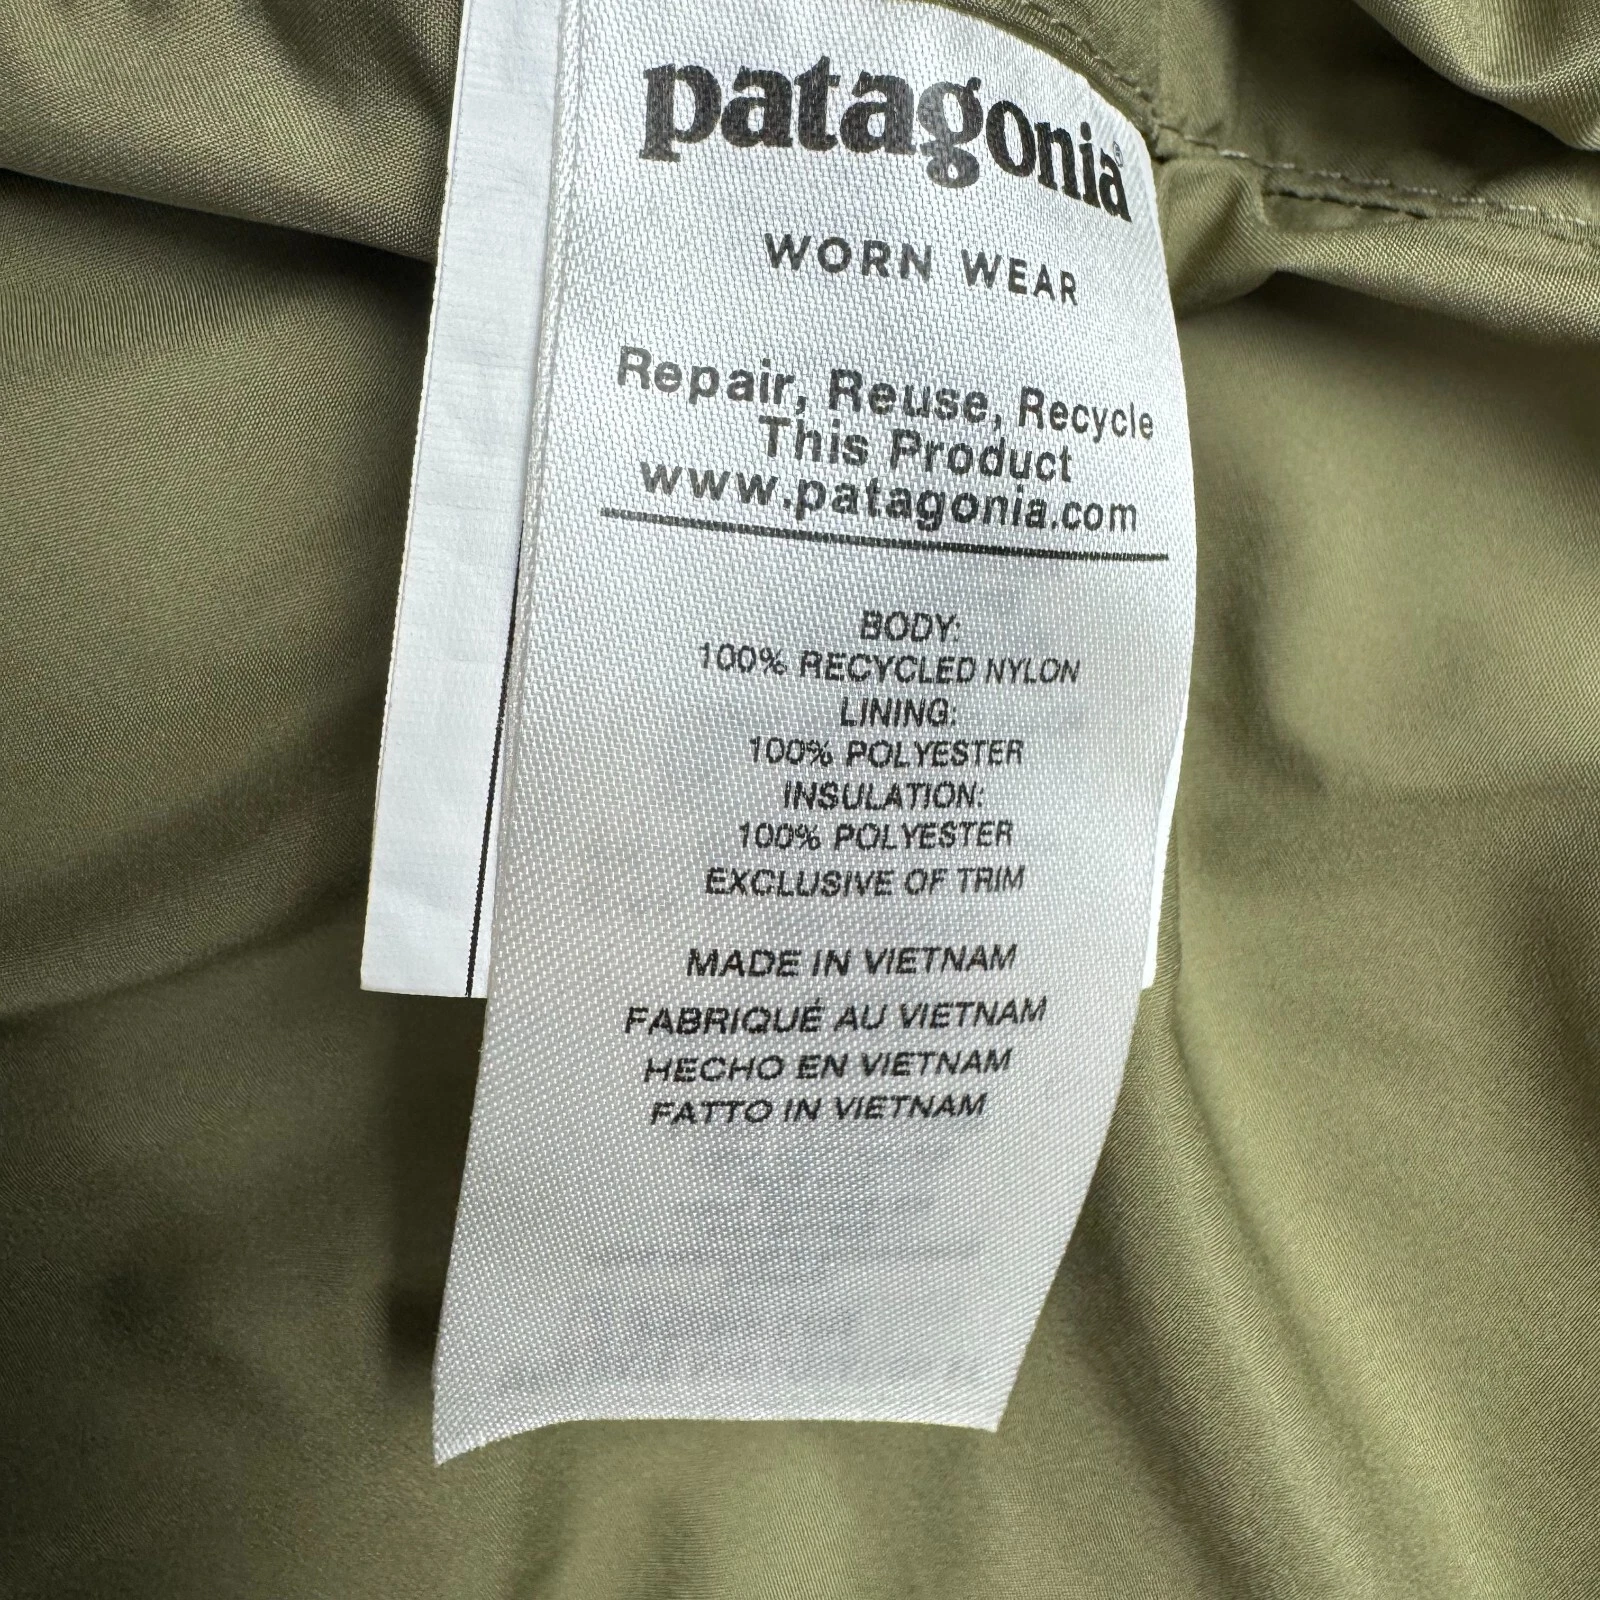 patagonia®
WORN WEAR
Repair, Reuse, Recycle
This Product
www.patagonia.com
BODY:
100% RECYCLED NYLON
LINING:
100% POLYESTER
INSULATION:
100% POLYESTER
EXCLUSIVE OF TRIM
MADE IN VIETNAM
FABRIQUÉ AU VIETNAM
HECHO EN VIETNAM
FATTO IN VIETNAM